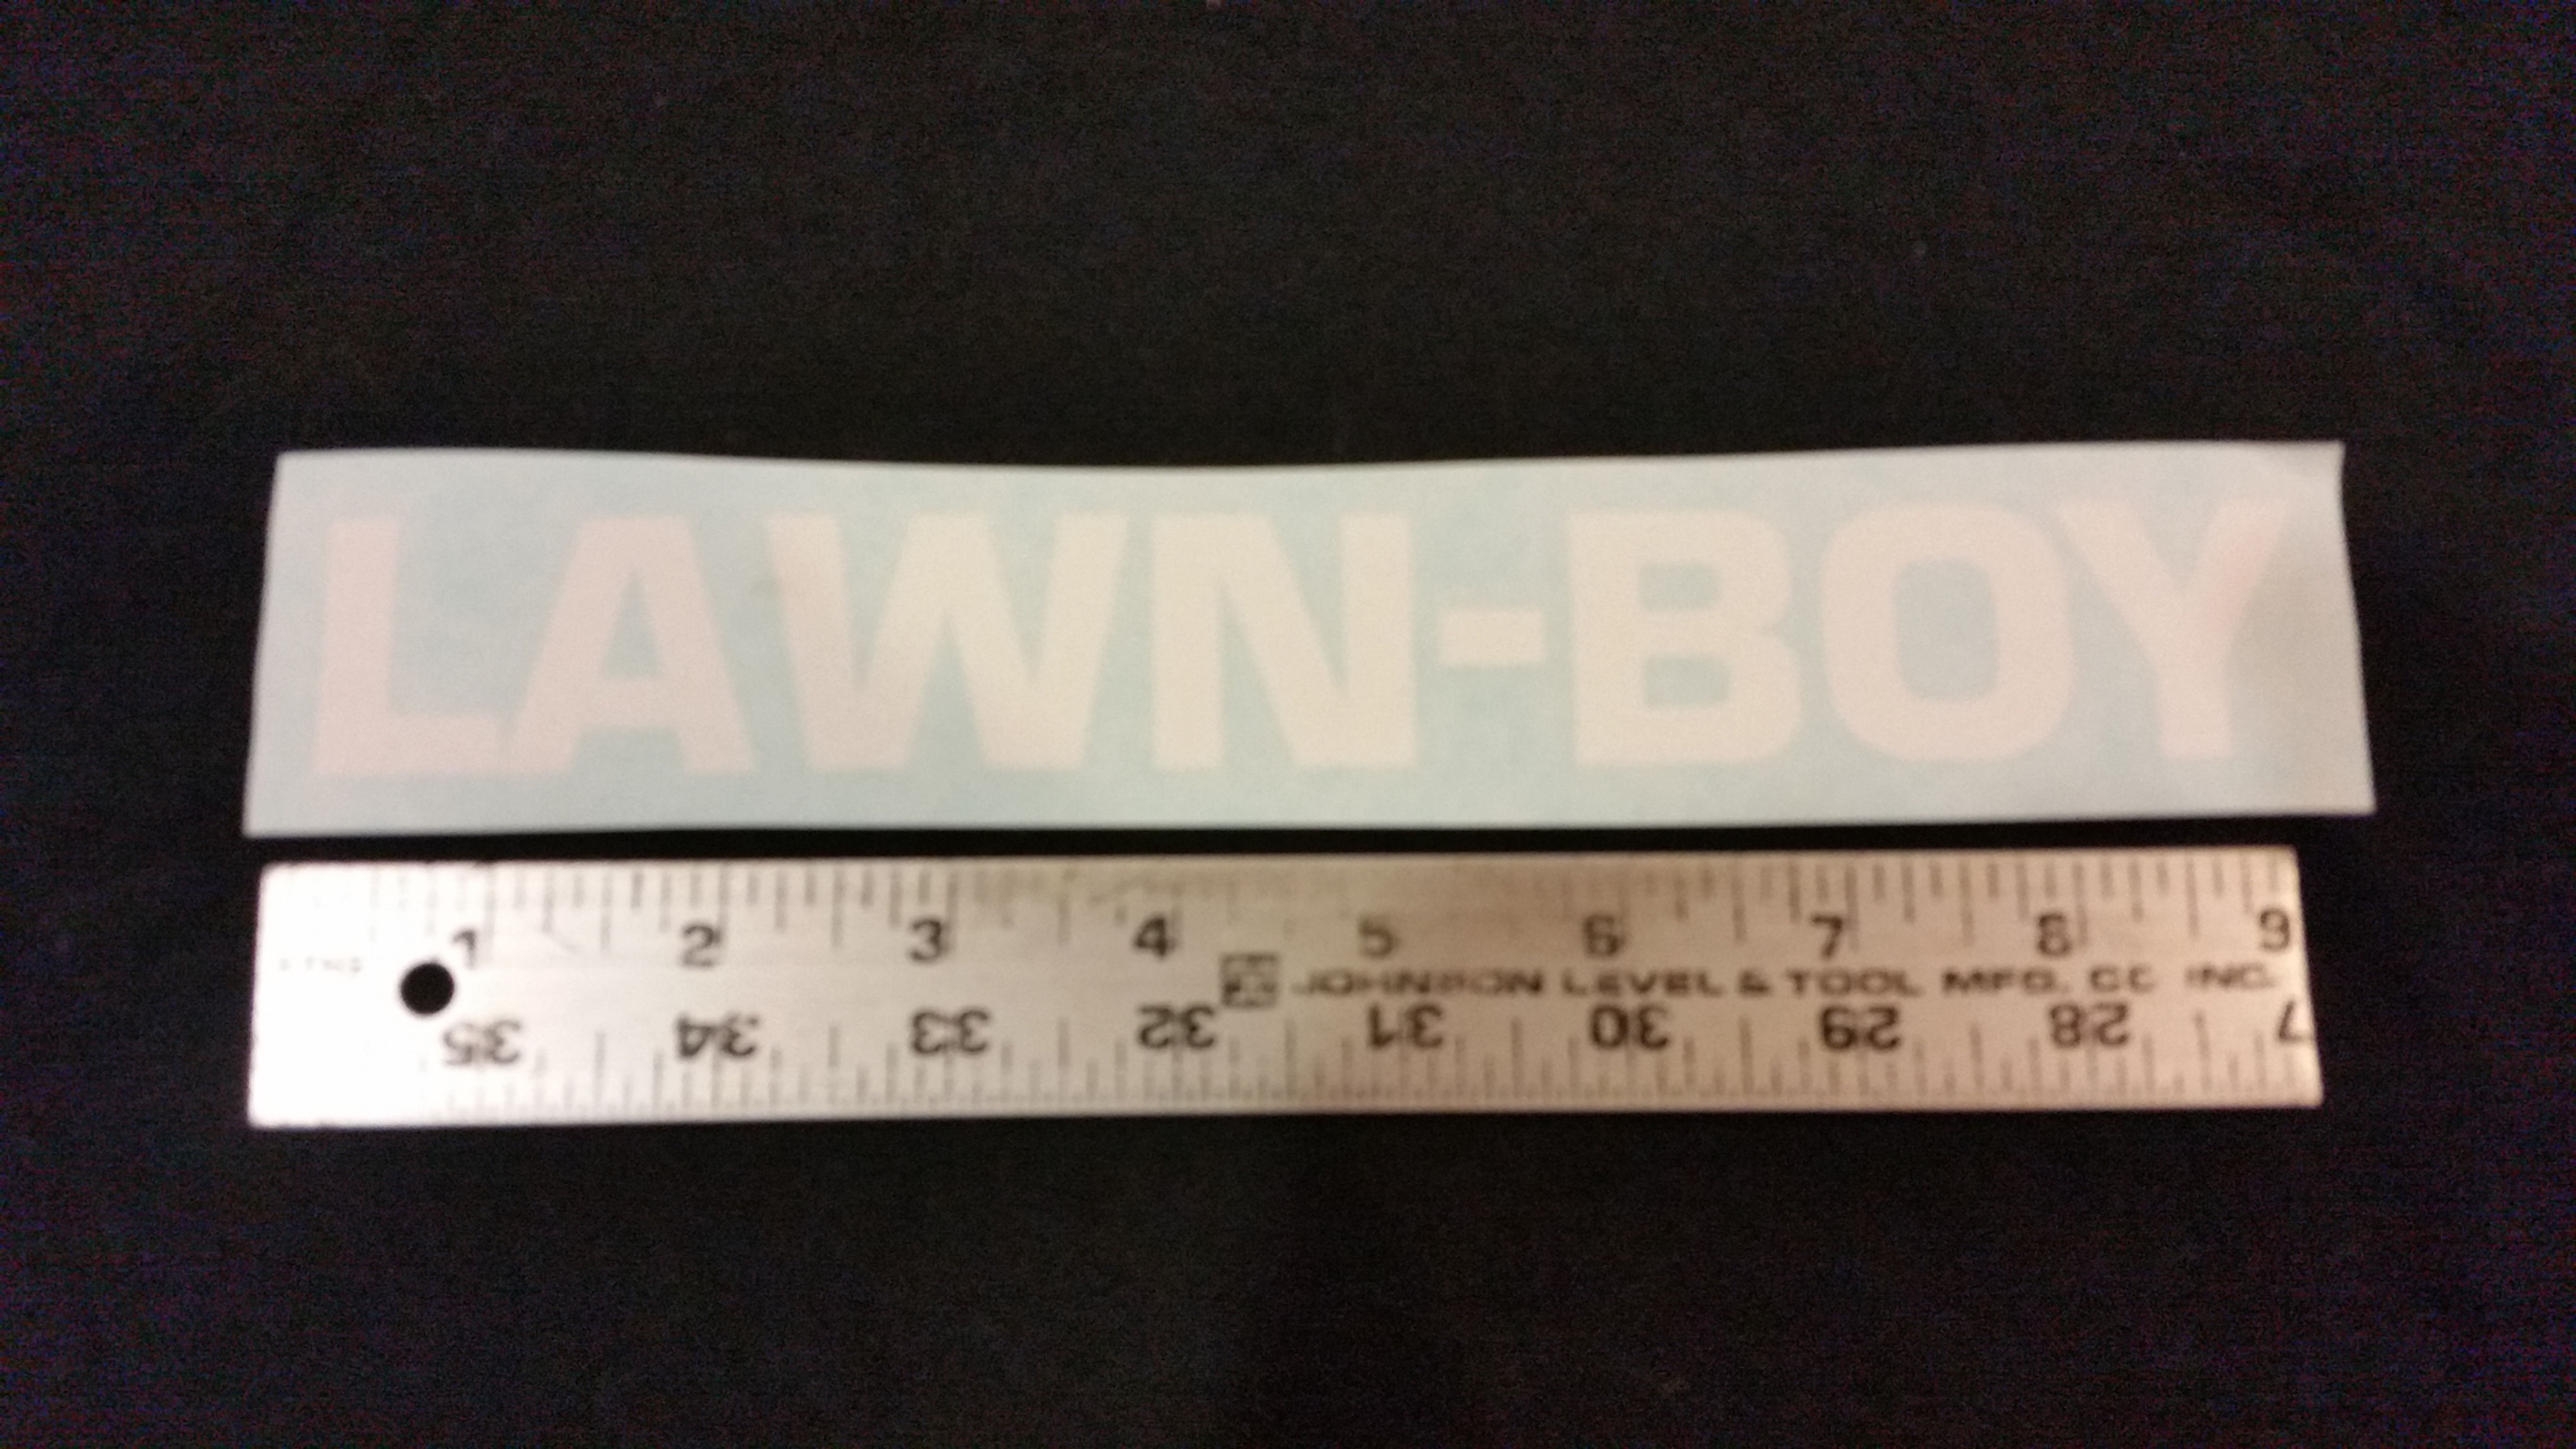 LAWN-BOY
1 2 3 4 5 6 7 8 9
JOHNSON LEVEL & TOOL MFG. CO. INC.
35 34 33 32 31 30 29 28 7